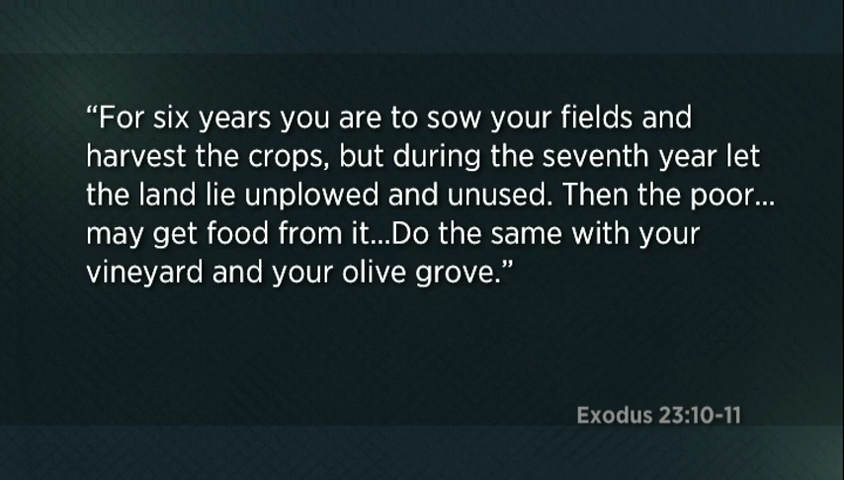 “For six years you are to sow your fields and
harvest the crops, but during the seventh year let
the land lie unplowed and unused. Then the poor...
may get food from it...Do the same with your
vineyard and your olive grove.”
Exodus 23:10-11